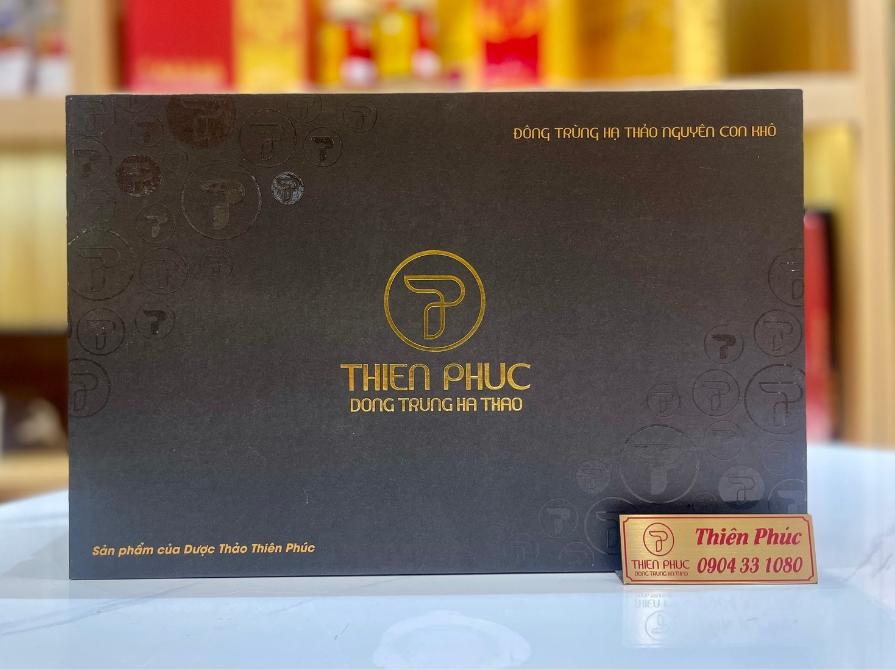 ĐÔNG TRÙNG HẠ THẢO NGUYÊN CON KHÔ
THIEN PHUC
DONG TRUNG HA THAO
Sản phẩm của Dược Thảo Thiên Phúc
THIEN PHUC
DONG TRUNG HA THAO
Thiên Phúc
0904 33 1080